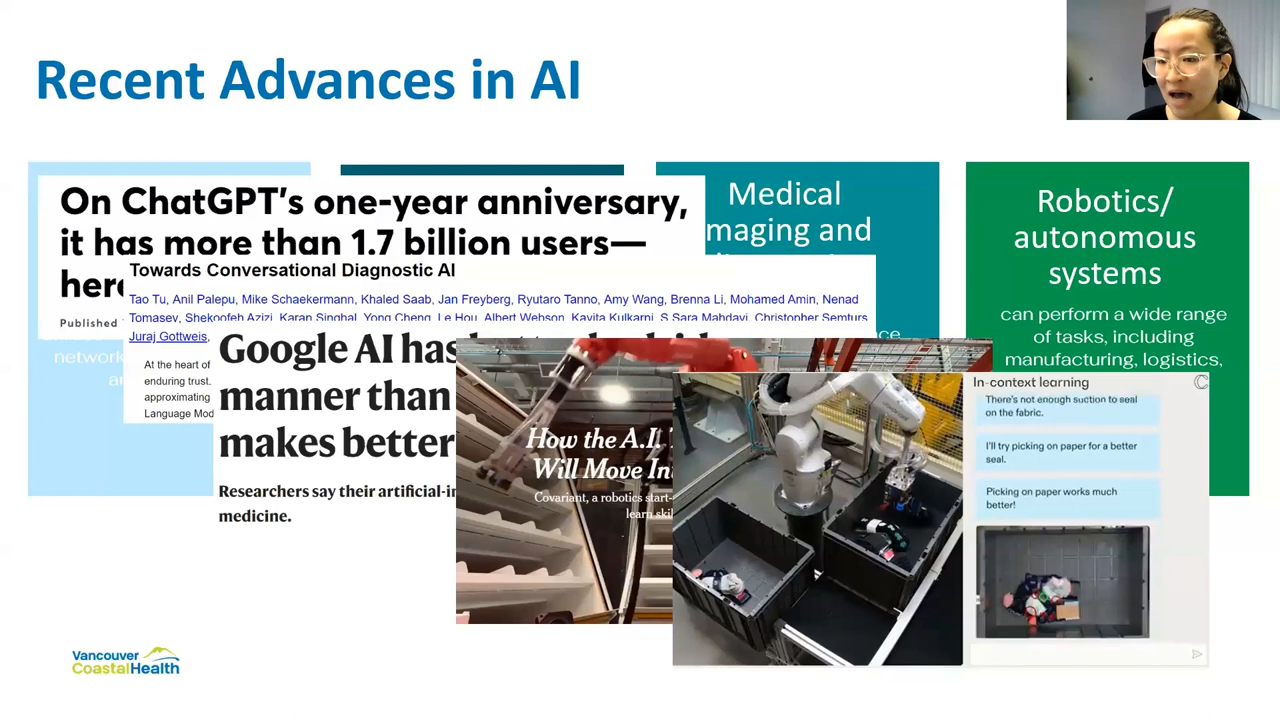 Recent Advances in AI
On ChatGPT's one-year anniversary,
it has more than 1.7 billion users—
here
Published
network
Towards Conversational Diagnostic AI
Tao Tu, Anil Palepu, Mike Schaekermann, Khaled Saab, Jan Freyberg, Ryutaro Tanno, Amy Wang, Brenna Li, Mohamed Amin, Nenad
Tomasev, Shekoofeh Azizi, Karan Singhal, Yong Cheng, Le Hou, Albert Webson, Kavita Kulkarni, S Sara Mahdavi, Christopher Semturs,
Juraj Gottweis,
At the heart of
enduring trust.
approximating
Language Mod
Google AI has
manner than
makes better
Researchers say their artificial-in
medicine.
Medical
maging and
Robotics/
autonomous
systems
can perform a wide range
of tasks, including
manufacturing, logistics,
How the A.I.
Will Move In
Covariant, a robotics start-
learn skil
In-context learning
There's not enough suction to seal
on the fabric.
I'll try picking on paper for a better
seal.
Picking on paper works much
better!
Vancouver
CoastalHealth